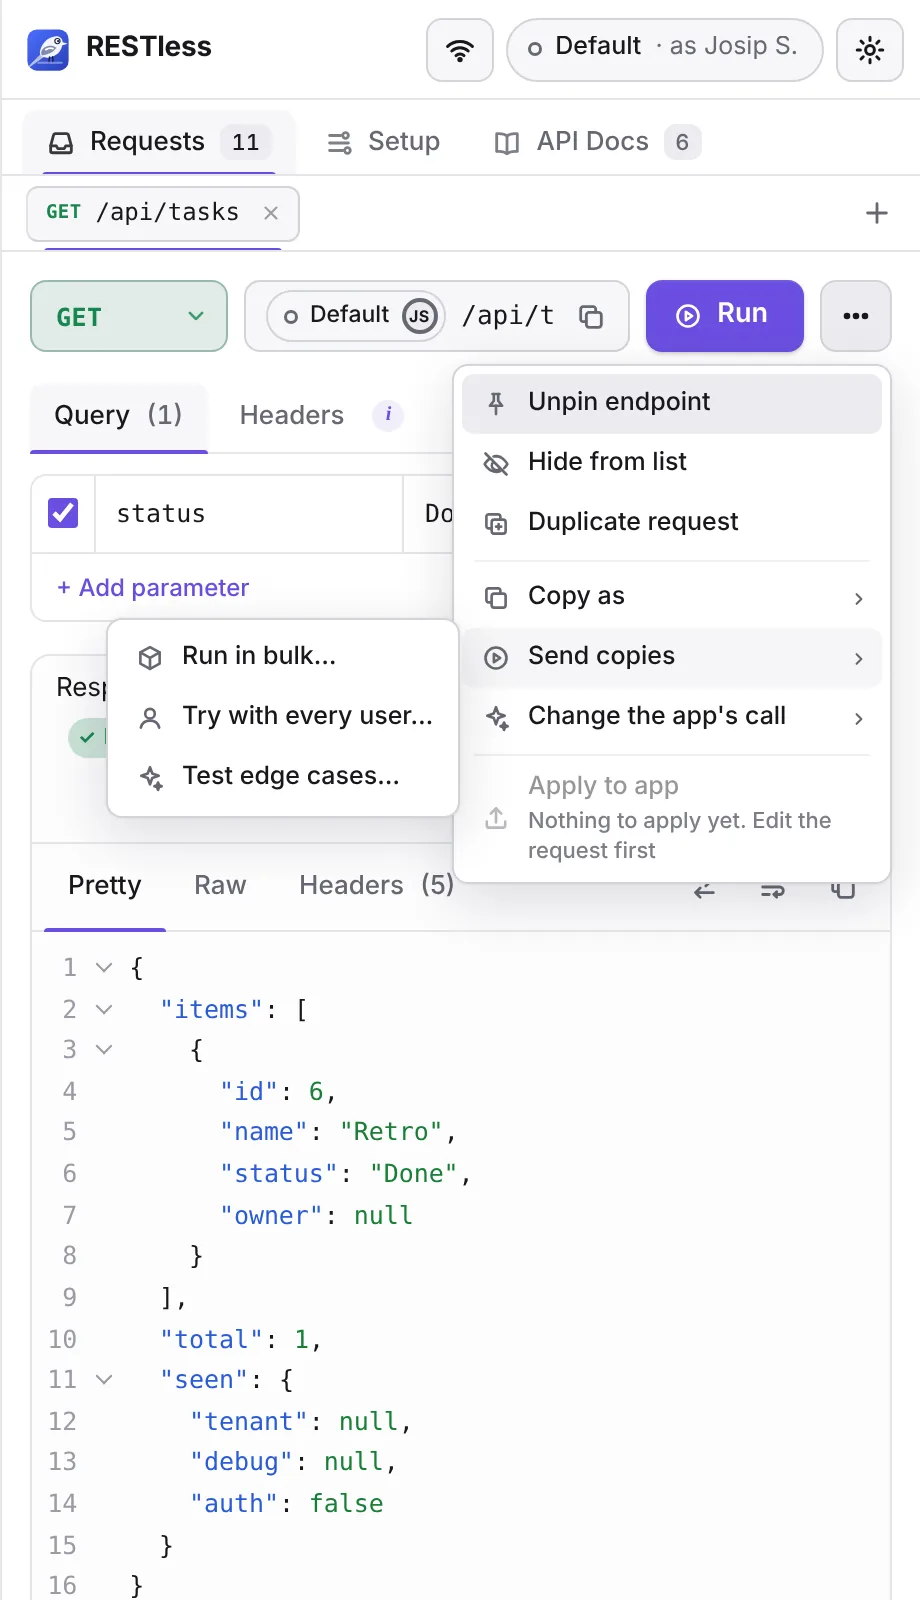 RESTless
Default · as Josip S.
Requests 11
Setup
API Docs 6
GET /api/tasks
GET
Default JS /api/t
Run
Query (1)
Headers i
Unpin endpoint
Hide from list
status
Do
Duplicate request
+ Add parameter
Copy as
Send copies
Run in bulk...
Try with every user...
Test edge cases...
Change the app's call
Apply to app
Nothing to apply yet. Edit the
request first
Pretty
Raw
Headers (5)
1 {
2 "items": [
3 {
4 "id": 6,
5 "name": "Retro",
6 "status": "Done",
7 "owner": null
8 }
9 ],
10 "total": 1,
11 "seen": {
12 "tenant": null,
13 "debug": null,
14 "auth": false
15 }
16 }